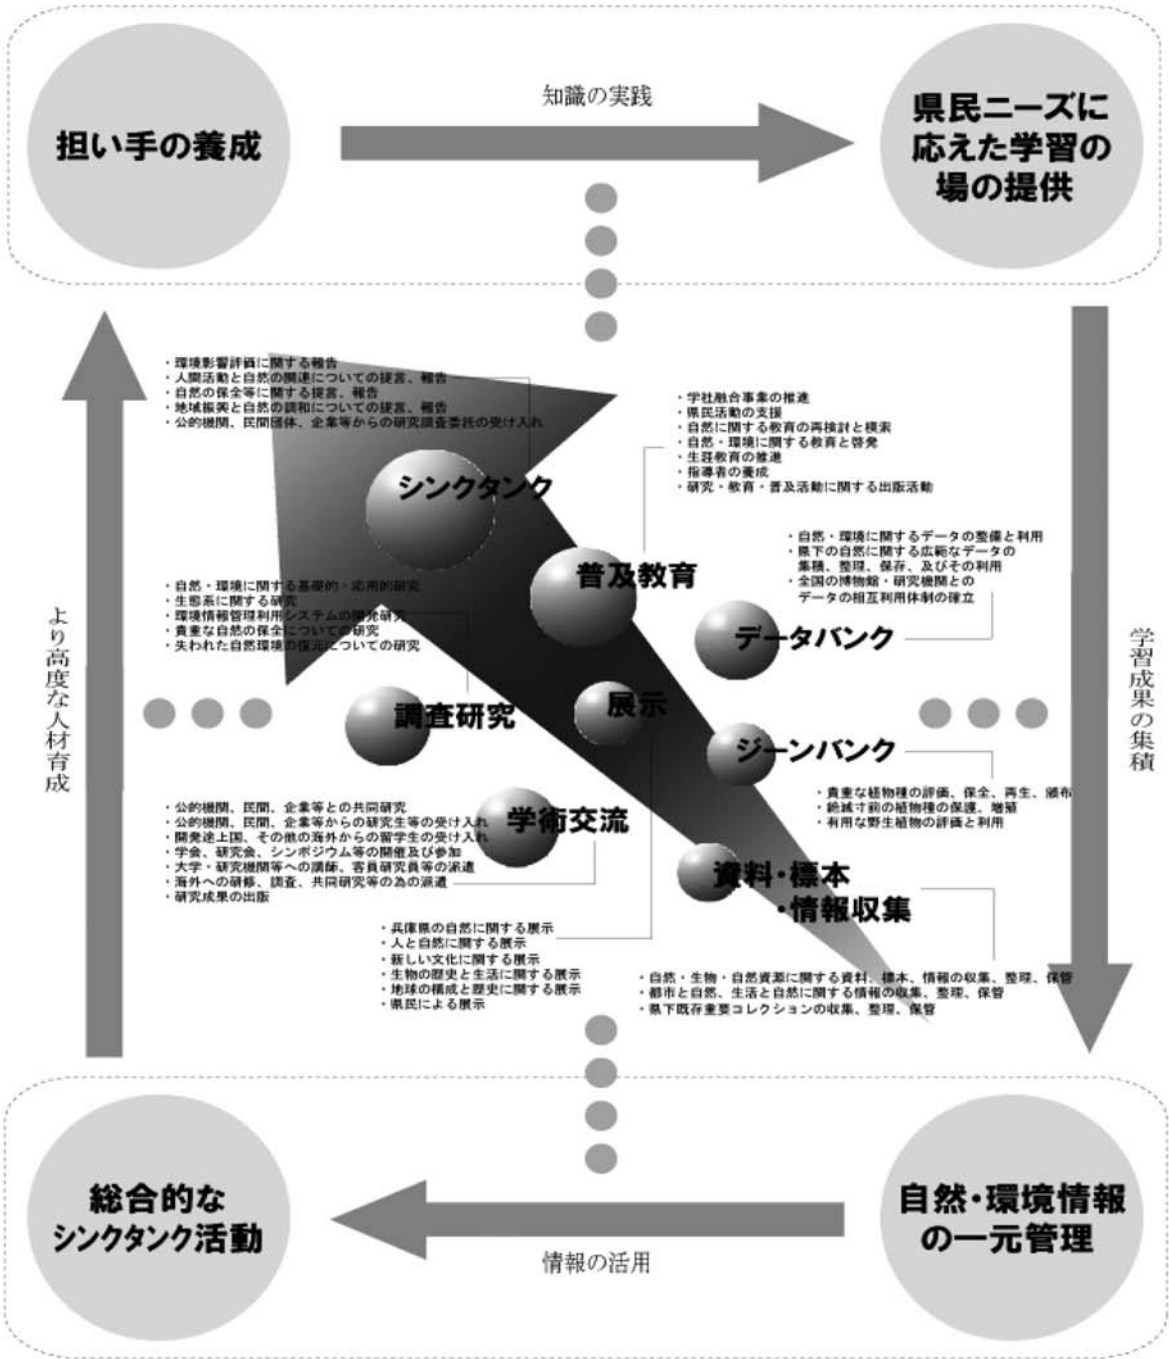 担い手の養成
知識の実践
県民ニーズに
応えた学習の
場の提供
・環境影響評価に関する報告
・人間活動と自然の関連についての提言、報告
・自然の保全等に関する提言、報告
・地域振興と自然の調和についての提言、報告
・公的機関、民間団体、企業等からの研究調査委託の受け入れ
シンクタンク
・学社融合事業の推進
・県民活動の支援
・自然に関する教育の再検討と模索
・自然・環境に関する教育と啓発
・生涯教育の推進
・指導者の養成
・研究・教育・普及活動に関する出版活動
普及教育
・自然・環境に関するデータの整備と利用
・県下の自然に関する広範なデータの
集積、整理、保存、及びその利用
・全国の博物館・研究機関との
データの相互利用体制の確立
データバンク
・自然・環境に関する基礎的・応用的研究
・生態系に関する研究
・環境情報管理利用システムの開発研究
・貴重な自然の保全についての研究
・失われた自然環境の復元についての研究
調査研究
展示
ジーンバンク
・貴重な植物種の評価、保全、再生、頒布
・絶滅寸前の植物種の保護、増殖
・有用な野生植物の評価と利用
より高度な人材育成
学習成果の集積
・公的機関、民間、企業等との共同研究
・公的機関、民間、企業等からの研究生等の受け入れ
・開発途上国、その他の海外からの留学生の受け入れ
・学会、研究会、シンポジウム等の開催及び参加
・大学・研究機関等への講師、客員研究員等の派遣
・海外への研修、調査、共同研究等の為の派遣
・研究成果の出版
学術交流
資料・標本
・情報収集
・兵庫県の自然に関する展示
・人と自然に関する展示
・新しい文化に関する展示
・生物の歴史と生活に関する展示
・地球の構成と歴史に関する展示
・県民による展示
・自然・生物・自然資源に関する資料、標本、情報の収集、整理、保管
・都市と自然、生活と自然に関する情報の収集、整理、保管
・県下既存重要コレクションの収集、整理、保管
総合的な
シンクタンク活動
情報の活用
自然・環境情報
の一元管理